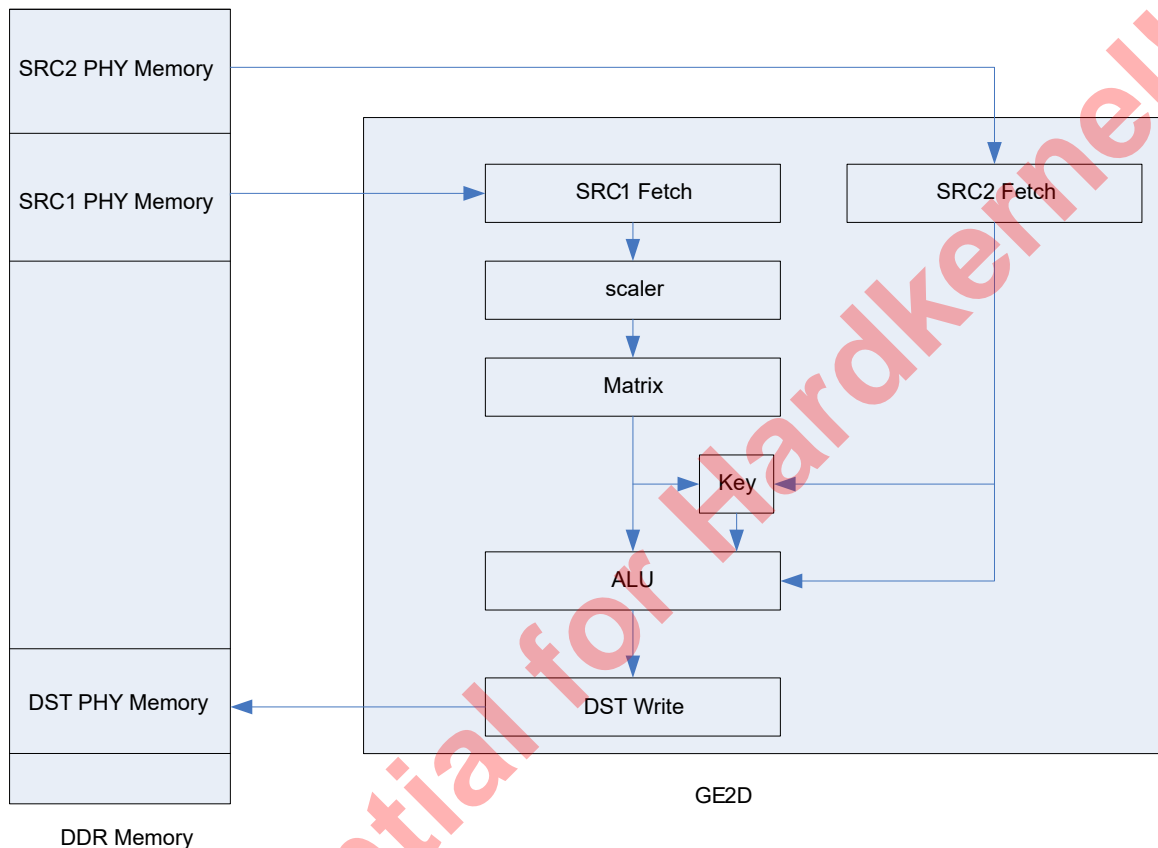 SRC2 PHY Memory
SRC1 PHY Memory
SRC1 Fetch
SRC2 Fetch
scaler
Matrix
Key
ALU
DST PHY Memory
DST Write
GE2D
DDR Memory
tial for Hardkernel